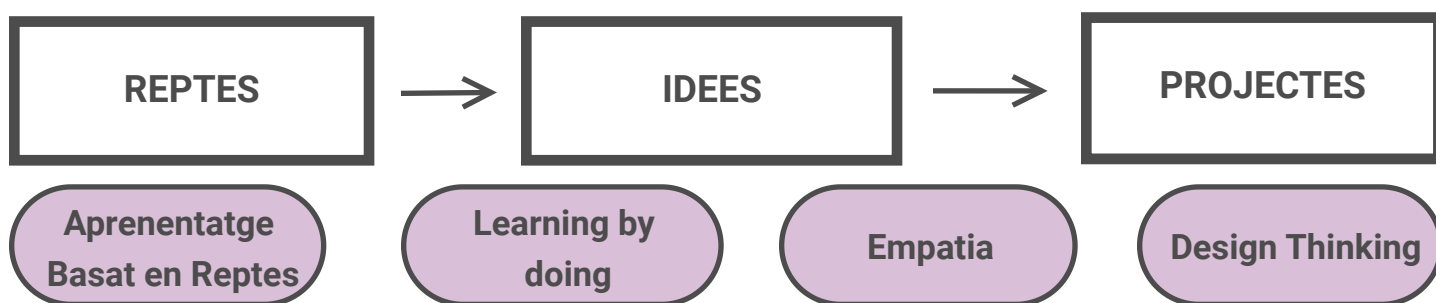 REPTES
IDEES
PROJECTES
Aprenentatge
Basat en Reptes
Learning by
doing
Empatia
Design Thinking